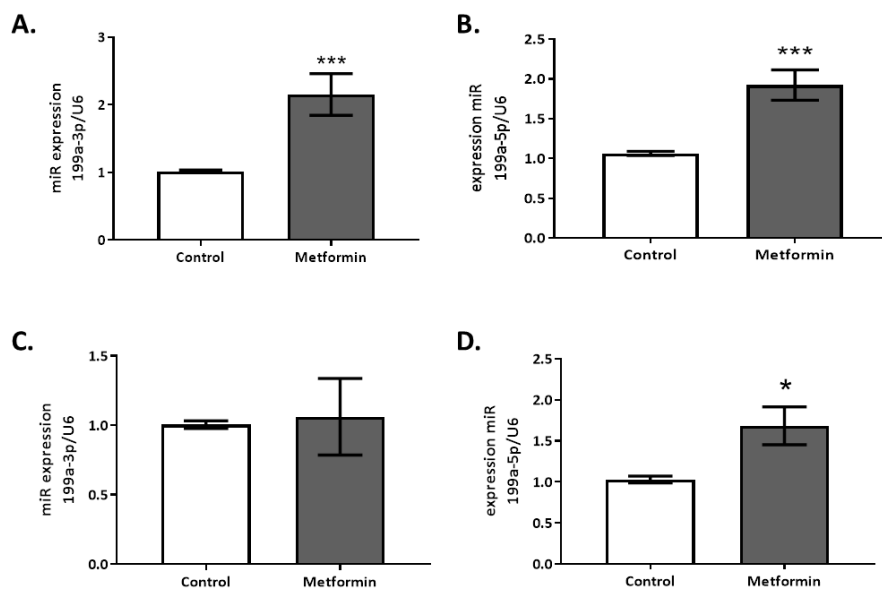 A.
miR expression
199a-3p/U6
3
2
1
0
***
Control Metformin
B.
expression miR
199a-5p/U6
2.5
2.0
1.5
1.0
0.5
0.0
***
Control Metformin
C.
miR expression
199a-3p/U6
1.5
1.0
0.5
0.0
Control Metformin
D.
expression miR
199a-5p/U6
2.5
2.0
1.5
1.0
0.5
0.0
*
Control Metformin